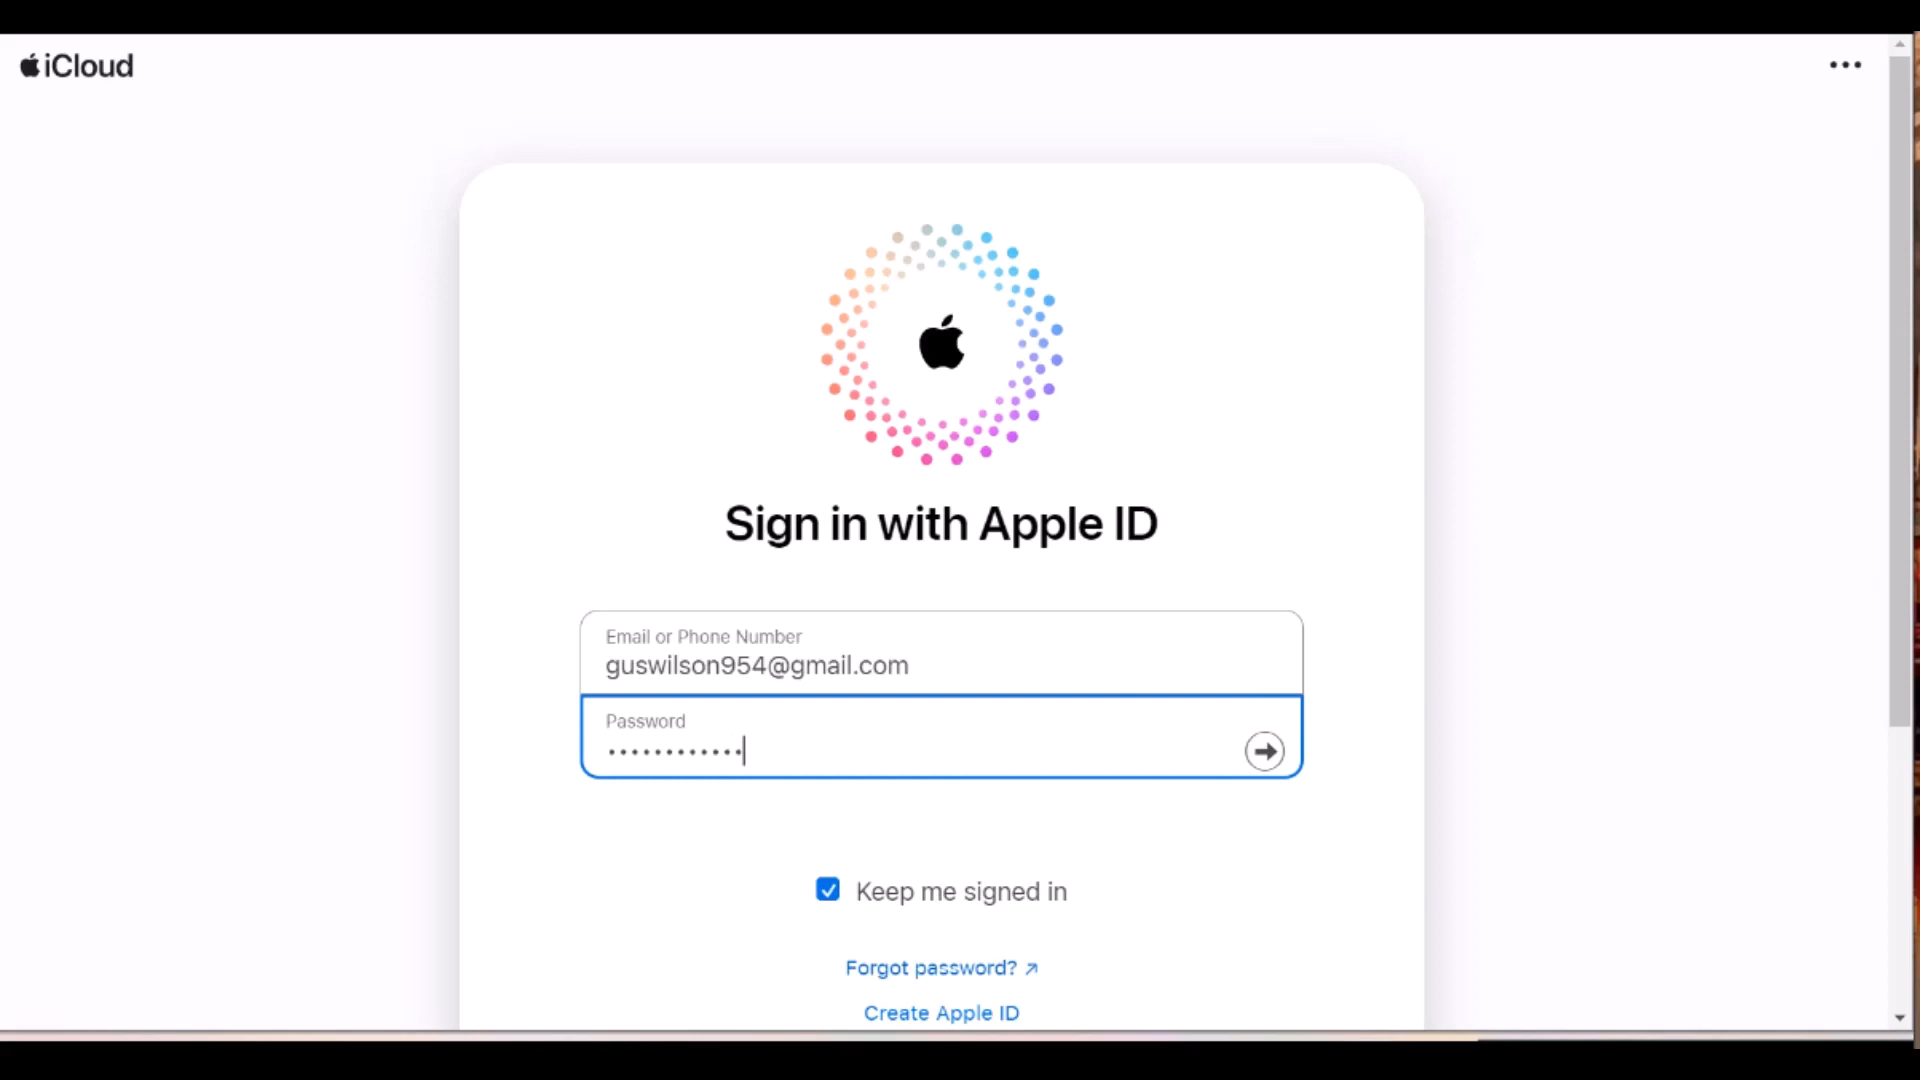 iCloud
Sign in with Apple ID
Email or Phone Number
guswilson954@gmail.com
Password
Keep me signed in
Forgot password?
Create Apple ID